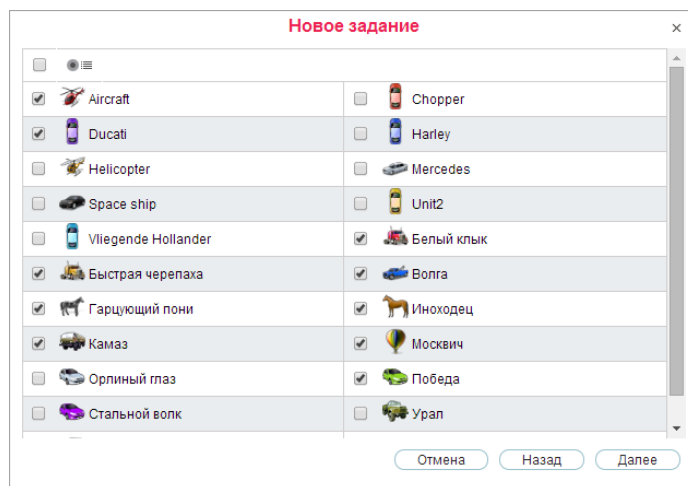 Новое задание
Aircraft Chopper
Ducati Harley
Helicopter Mercedes
Space ship Unit2
Vliegende Hollander Белый клык
Быстрая черепаха Волга
Гарцующий пони Иноходец
Камаз Москвич
Орлиный глаз Победа
Стальной волк Урал
Отмена Назад Далее